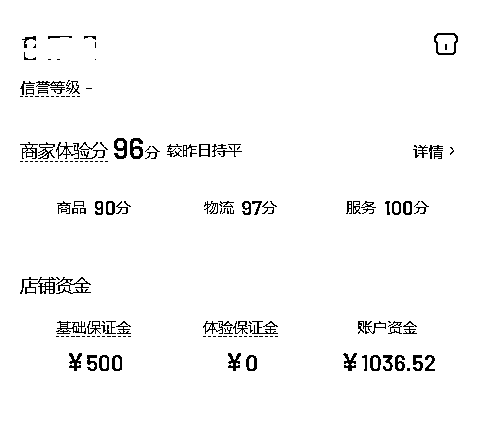 信誉等级 -
商家体验分 96分 较昨日持平 详情 >
商品 90分 物流 97分 服务 100分
店铺资金
基础保证金 体验保证金 账户资金
¥500 ¥0 ¥1036.52